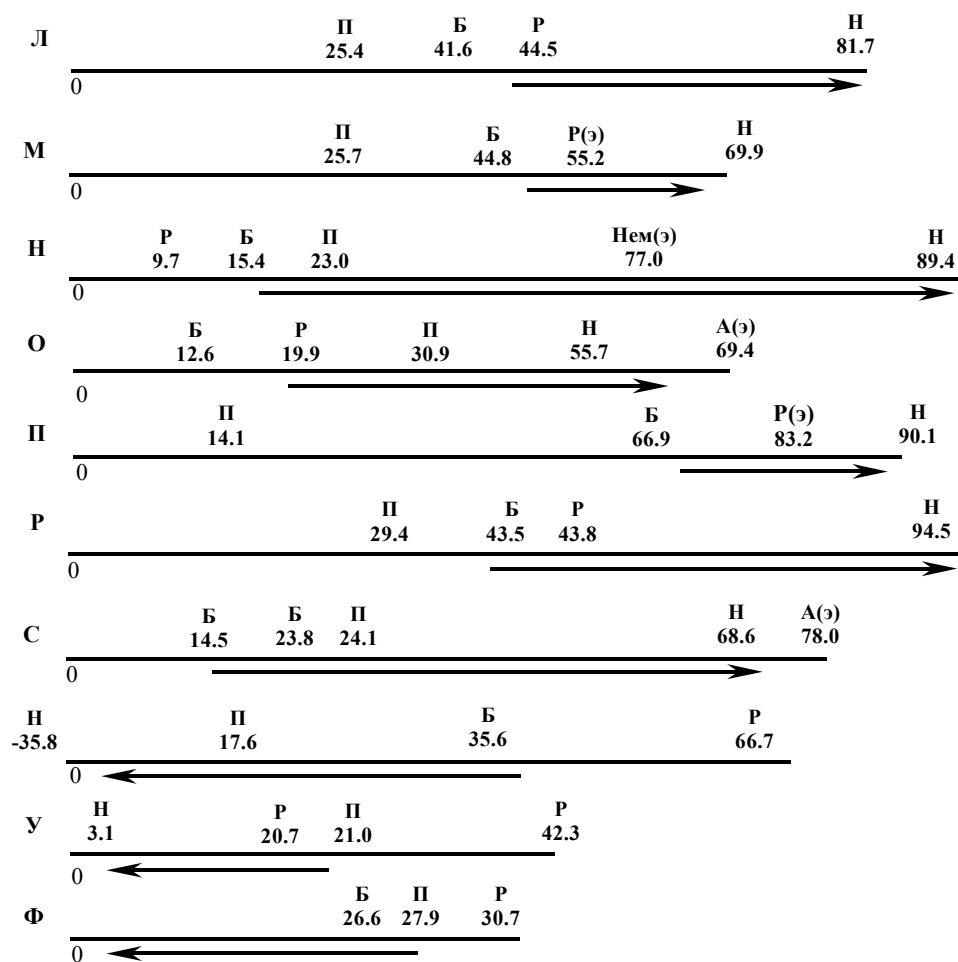 П Б Р Н
Л 25.4 41.6 44.5 81.7
0
П Б Р(э) Н
М 25.7 44.8 55.2 69.9
0
Р Б П Нем(э) Н
Н 9.7 15.4 23.0 77.0 89.4
0
Б Р П Н А(э)
О 12.6 19.9 30.9 55.7 69.4
0
П Б Р(э) Н
П 14.1 66.9 83.2 90.1
0
П Б Р Н
Р 29.4 43.5 43.8 94.5
0
Б Б П Н А(э)
С 14.5 23.8 24.1 68.6 78.0
0
Н П Б Р
-35.8 17.6 35.6 66.7
0
Н Р П Р
У 3.1 20.7 21.0 42.3
0
Б П Р
Ф 26.6 27.9 30.7
0